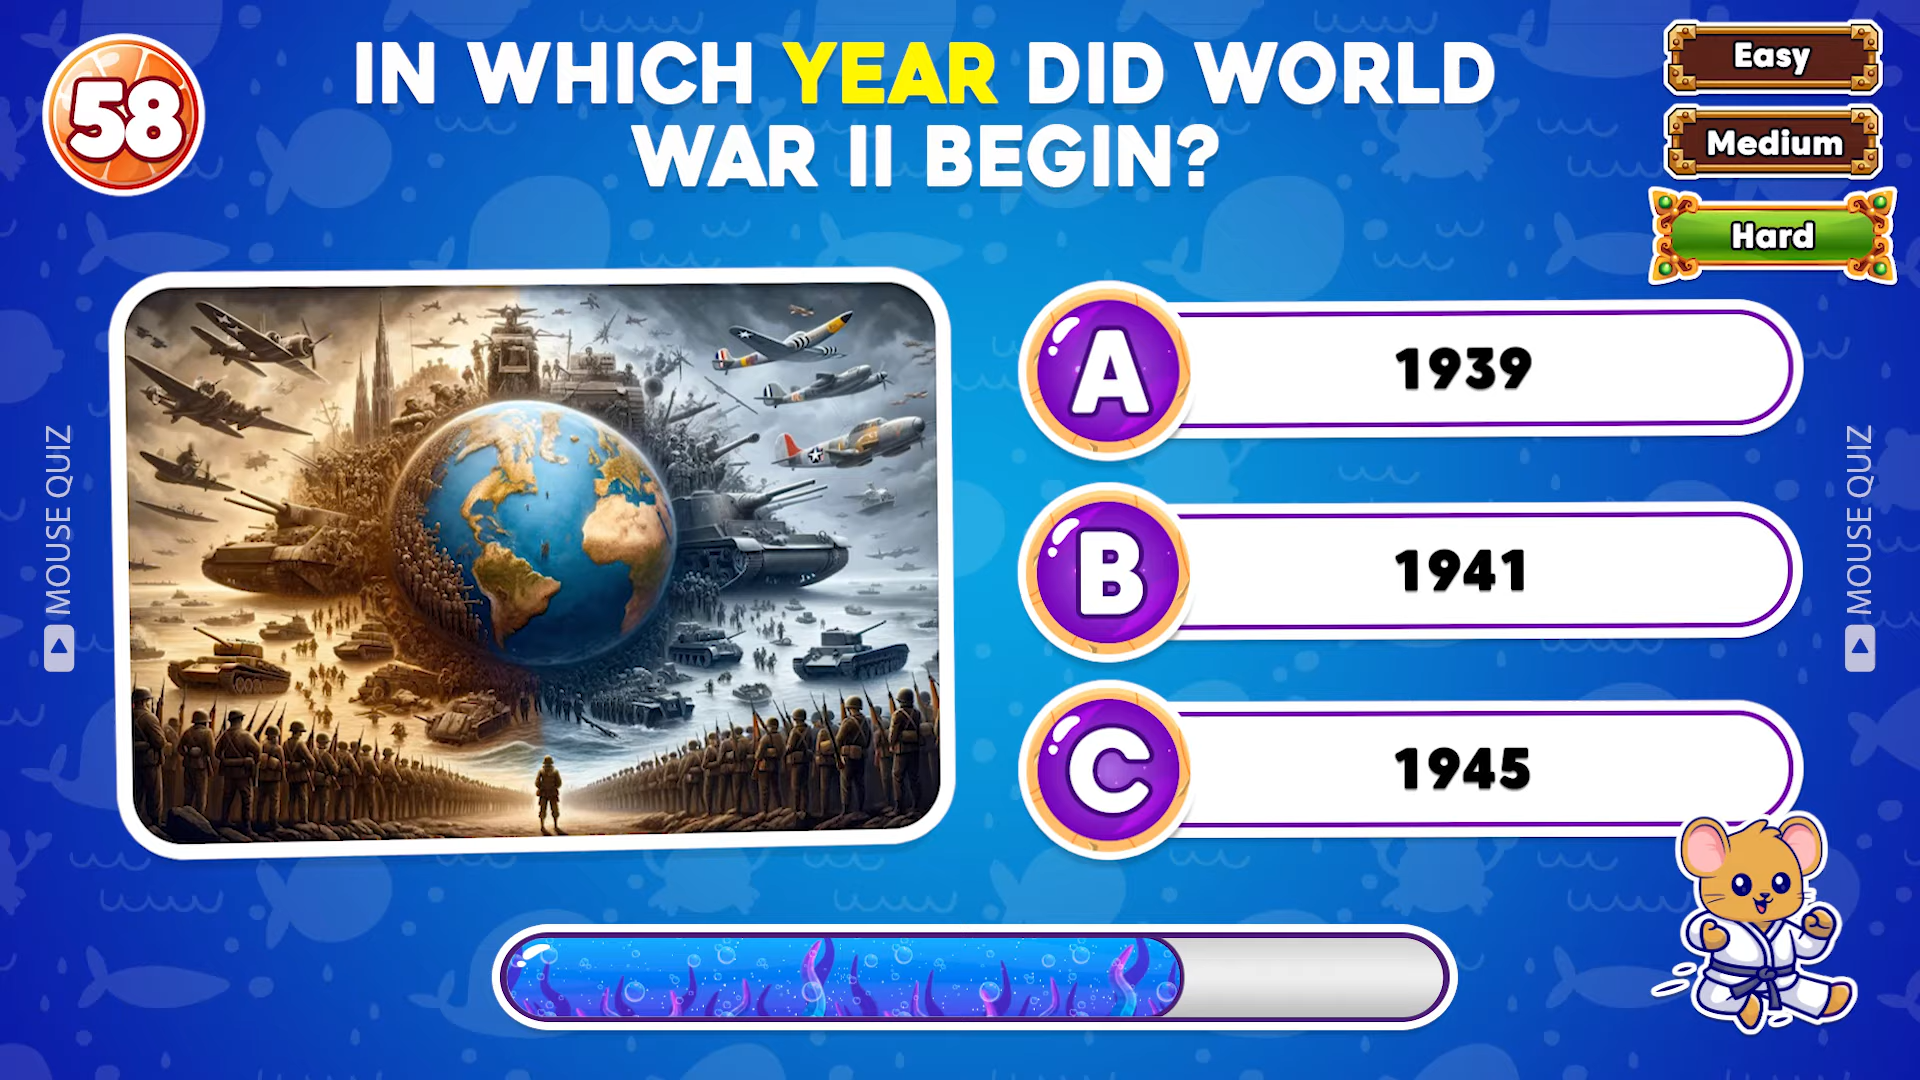 58
IN WHICH YEAR DID WORLD
WAR II BEGIN?
Easy
Medium
Hard
A
1939
B
1941
C
1945
MOUSE QUIZ
MOUSE QUIZ